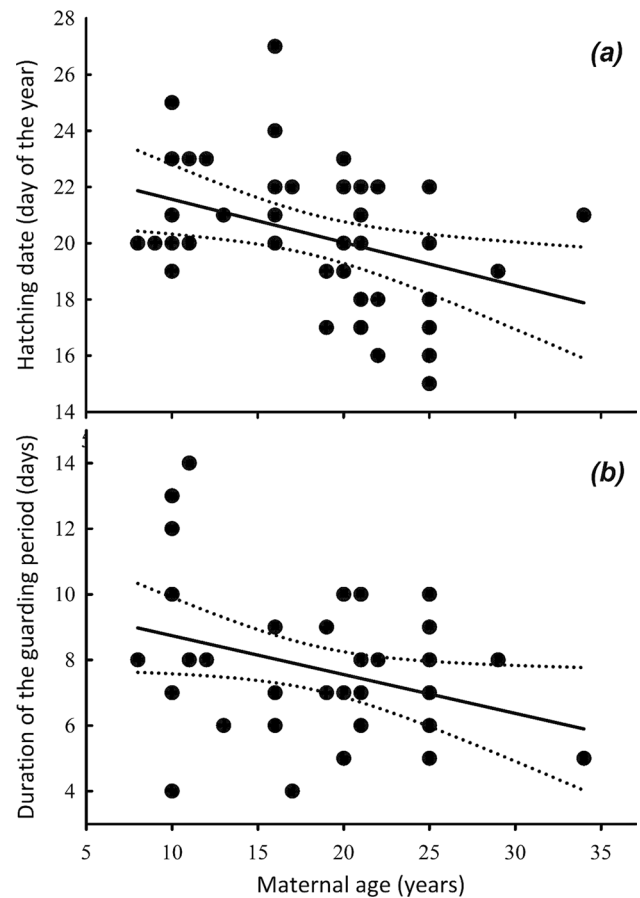 28
26
24
22
20
18
16
14
Hatching date (day of the year)
(a)
14
12
10
8
6
4
Duration of the guarding period (days)
(b)
5 10 15 20 25 30 35
Maternal age (years)